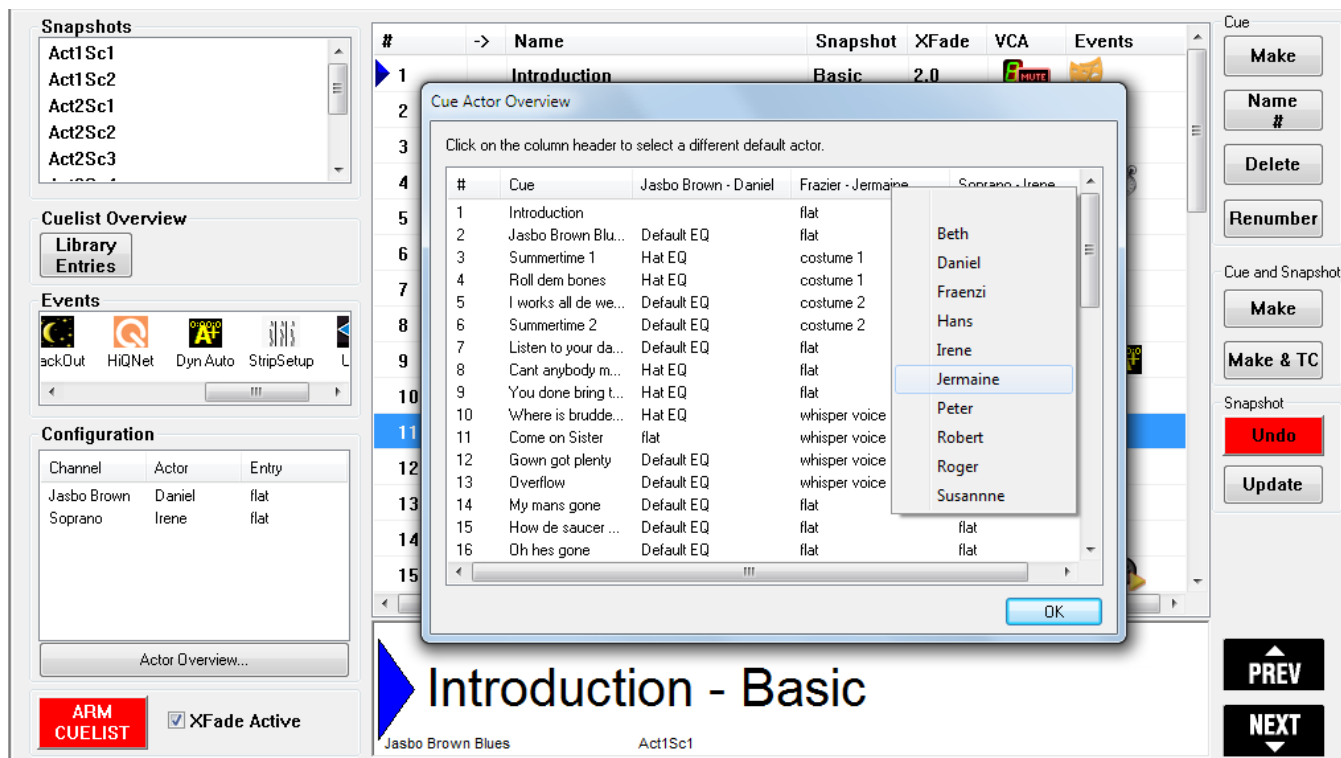 Snapshots
Act1Sc1
Act1Sc2
Act2Sc1
Act2Sc2
Act2Sc3
Cuelist Overview
Library
Entries
Events
ackOut HiQNet Dyn Auto StripSetup L
Configuration
Channel Actor Entry
Jasbo Brown Daniel flat
Soprano Irene flat
Actor Overview...
ARM
CUELIST
XFade Active
# -> Name Snapshot XFade VCA Events
1 Introduction Basic 2.0 MUTE
2
3
4
5
6
7
8
9
10
11
12
13
14
15
Cue Actor Overview
Click on the column header to select a different default actor.
# Cue Jasbo Brown - Daniel Frazier - Jermaine Soprano - Irene
1 Introduction flat
2 Jasbo Brown Blu... Default EQ flat
3 Summertime 1 Hat EQ costume 1
4 Roll dem bones Hat EQ costume 1
5 I works all de we... Default EQ costume 2
6 Summertime 2 Default EQ costume 2
7 Listen to your da... Default EQ flat
8 Cant anybody m... Hat EQ flat
9 You done bring t... Hat EQ flat
10 Where is brudde... Hat EQ whisper voice
11 Come on Sister flat whisper voice
12 Gown got plenty Default EQ whisper voice
13 Overflow Default EQ whisper voice
14 My mans gone Default EQ flat
15 How de saucer ... Default EQ flat flat
16 Oh hes gone Default EQ flat flat
Beth
Daniel
Fraenzi
Hans
Irene
Jermaine
Peter
Robert
Roger
Susannne
OK
Introduction - Basic
Jasbo Brown Blues Act1Sc1
Cue
Make
Name
#
Delete
Renumber
Cue and Snapshot
Make
Make & TC
Snapshot
Undo
Update
PREV
NEXT